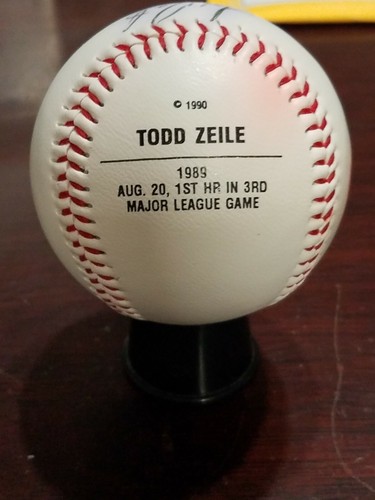 © 1990
TODD ZEILE
1989
AUG. 20, 1ST HR IN 3RD
MAJOR LEAGUE GAME